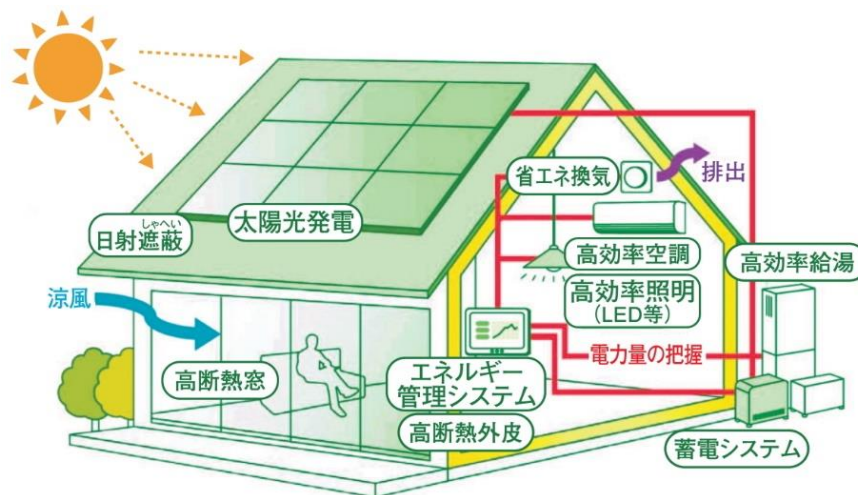 省エネ換気
排出
しゃへい
日射遮蔽
太陽光発電
高効率空調
高効率給湯
涼風
高効率照明
(LED等)
高断熱窓
電力量の把握
エネルギー
管理システム
高断熱外皮
蓄電システム